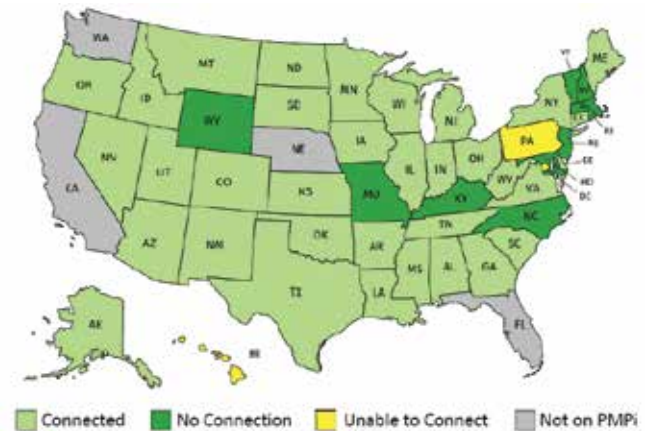 WA
MT
ND
MN
ME
VT
OR
ID
SD
WI
NY
WY
MI
RI
IA
PA
NJ
NE
NV
UT
IL
IN
OH
DE
CA
CO
WV
MD
KS
MO
KY
VA
DC
TN
NC
AZ
NM
OK
AR
SC
MS
AL
GA
TX
LA
AK
HI
FL
Connected
No Connection
Unable to Connect
Not on PMPi